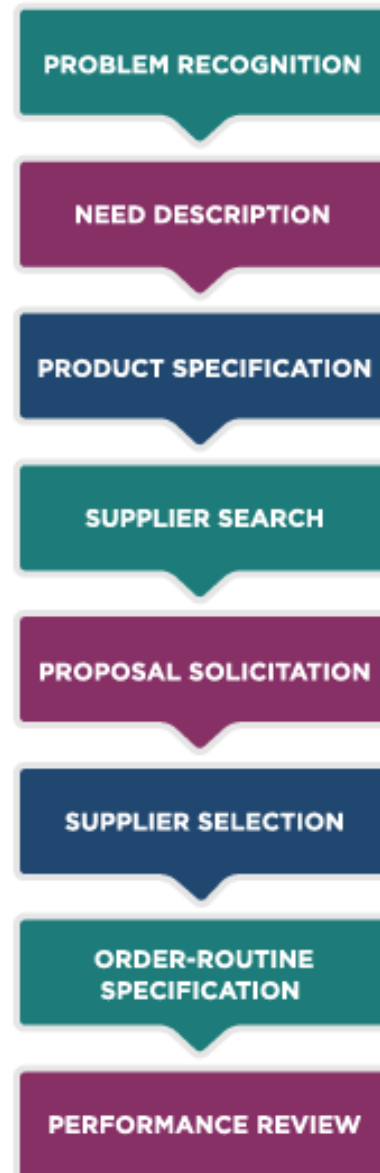 PROBLEM RECOGNITION
NEED DESCRIPTION
PRODUCT SPECIFICATION
SUPPLIER SEARCH
PROPOSAL SOLICITATION
SUPPLIER SELECTION
ORDER-ROUTINE
SPECIFICATION
PERFORMANCE REVIEW